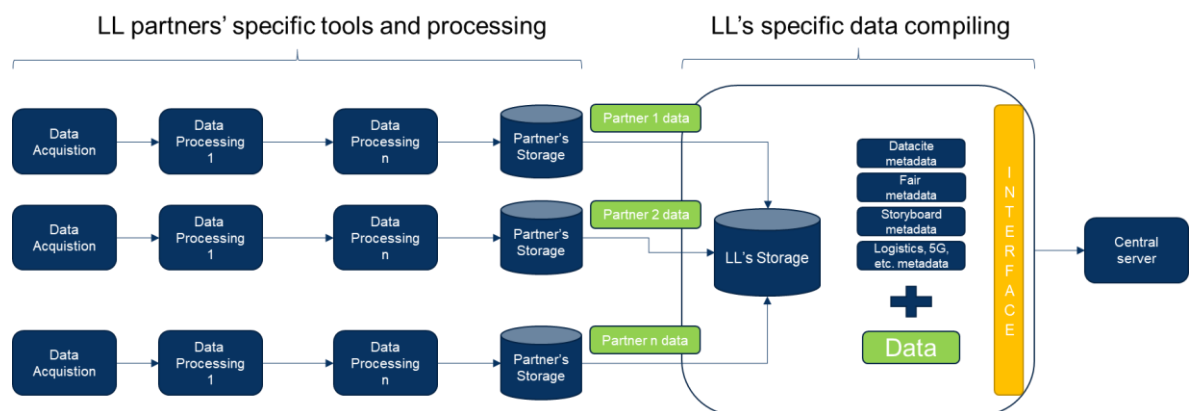 LL partners' specific tools and processing
LL's specific data compiling
Data
Acquistion
Data
Processing
1
Data
Processing
n
Partner's
Storage
Partner 1 data
Data
Acquistion
Data
Processing
1
Data
Processing
n
Partner's
Storage
Partner 2 data
Data
Acquistion
Data
Processing
1
Data
Processing
n
Partner's
Storage
Partner n data
LL's Storage
Datacite
metadata
Fair
metadata
Storyboard
metadata
Logistics, 5G,
etc. metadata
Data
INTERFACE
Central
server